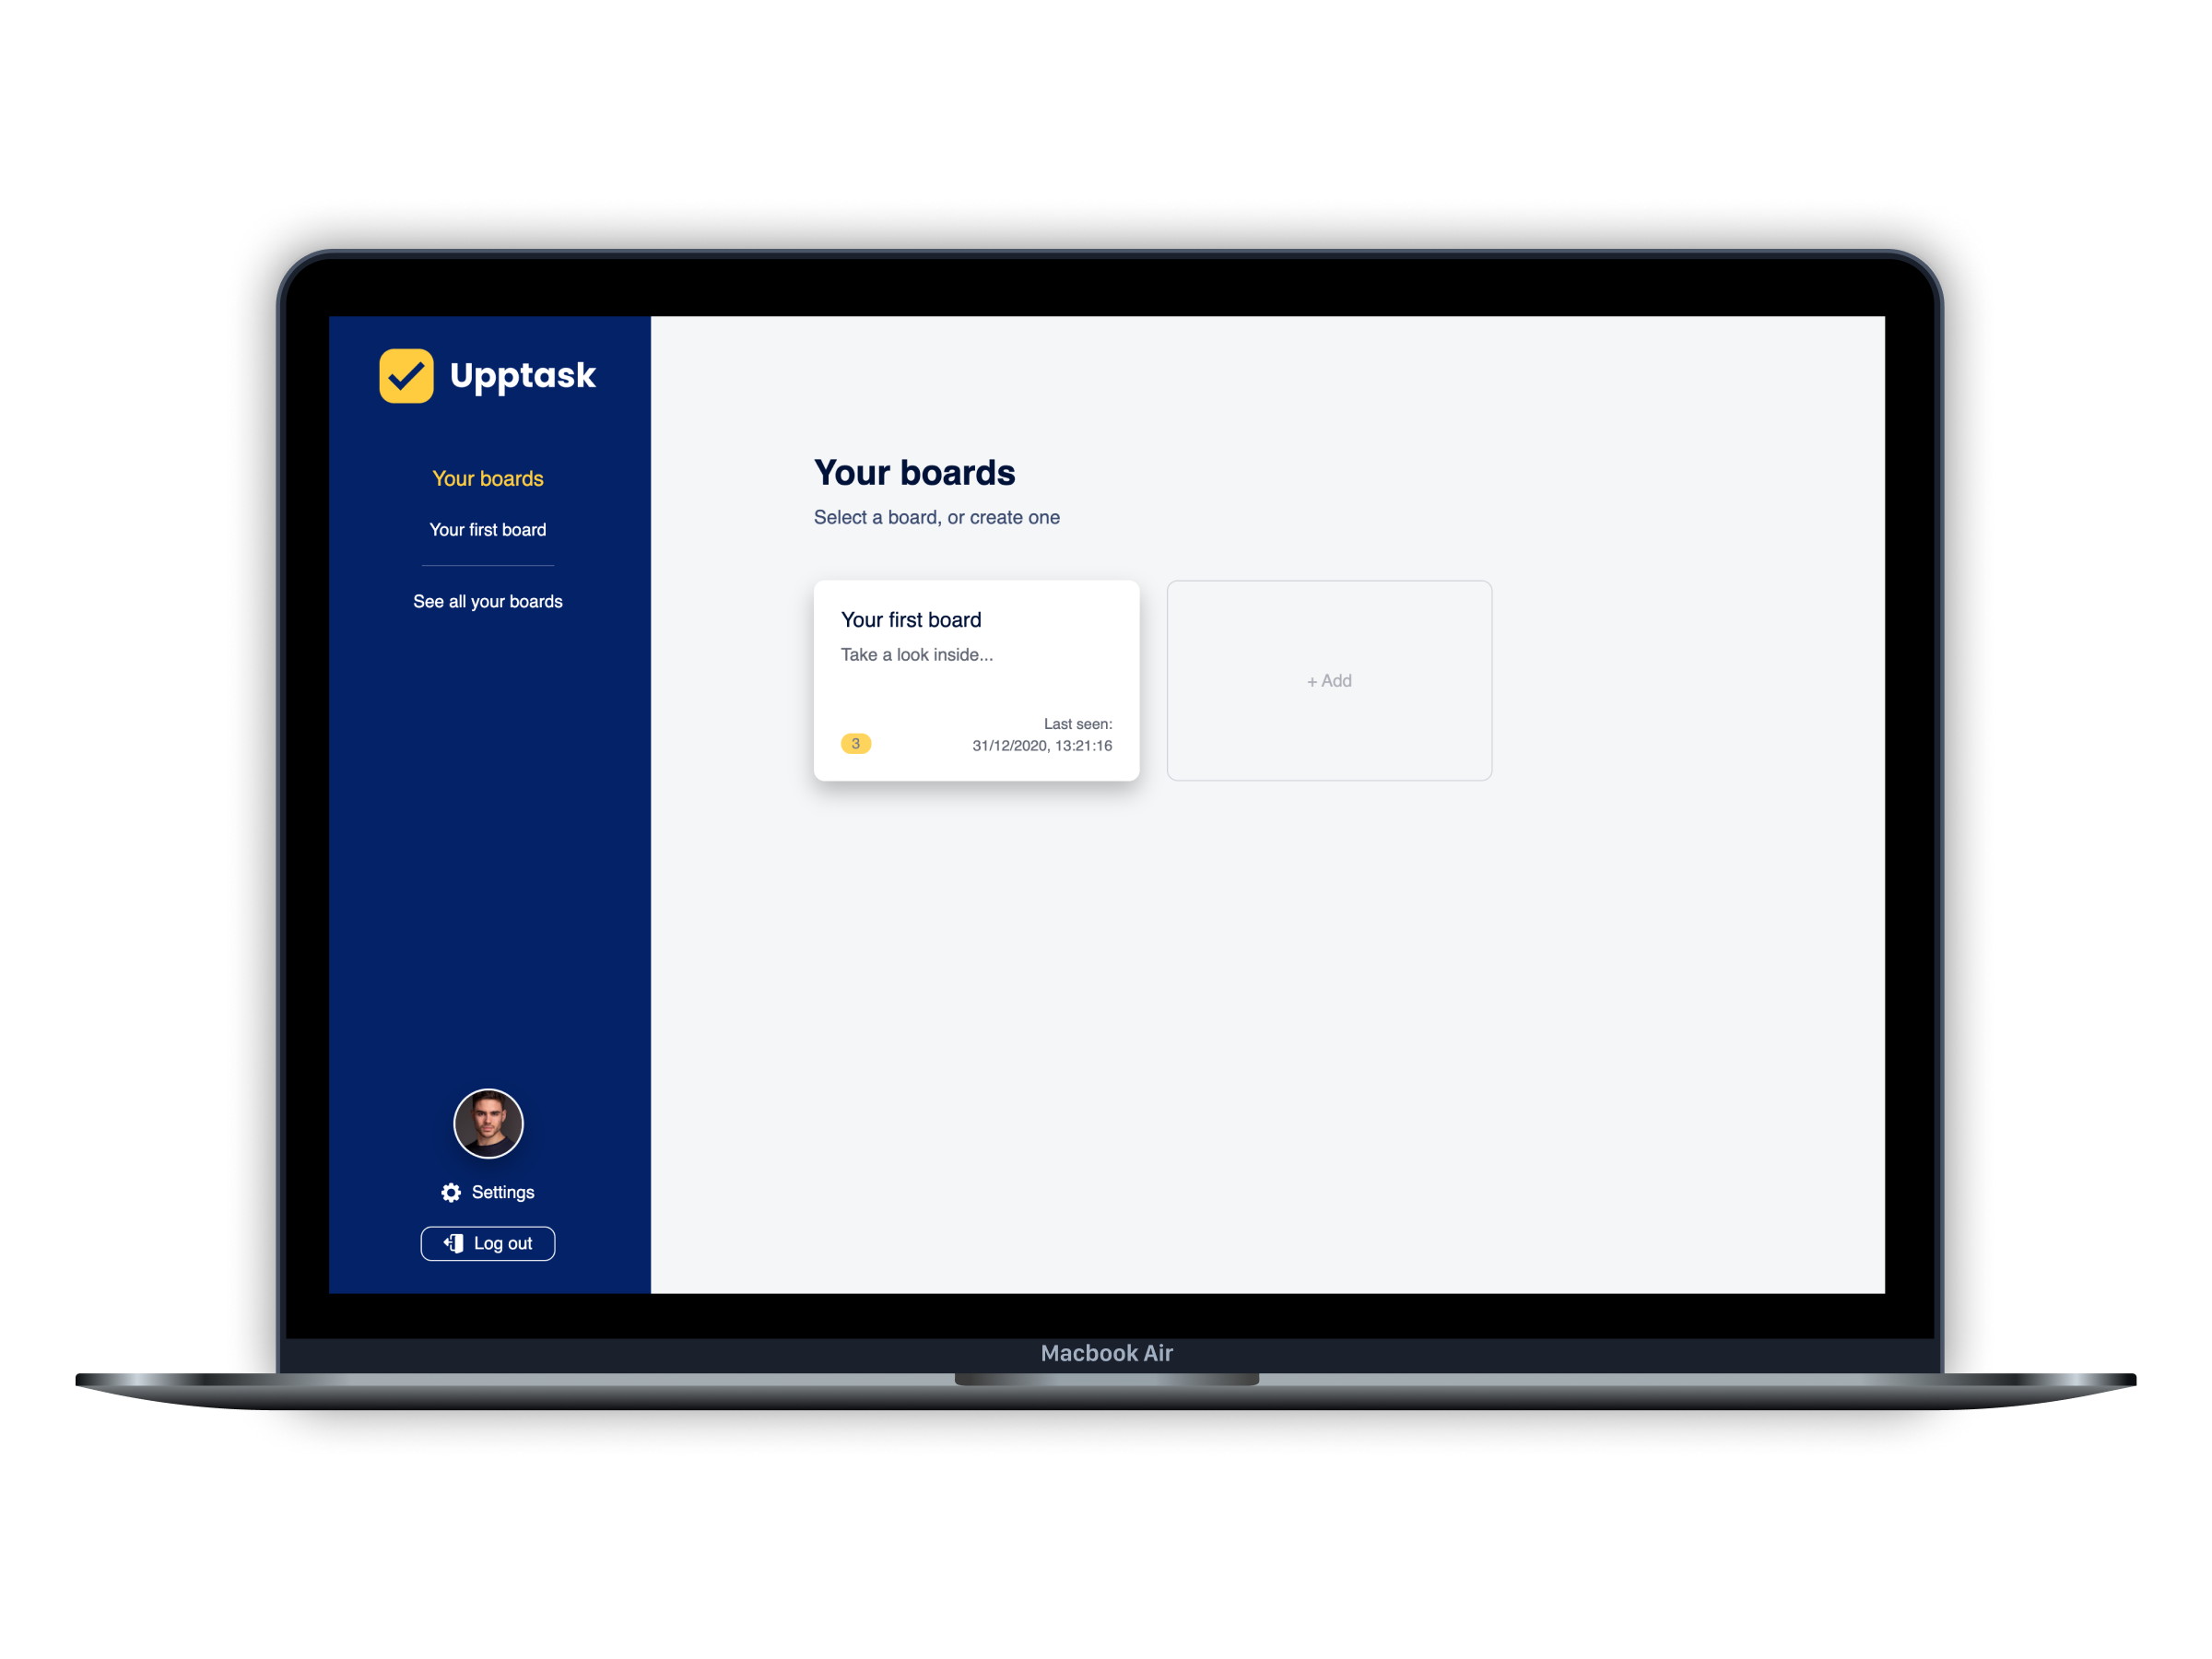 Upptask
Your boards
Your first board
See all your boards
Settings
Log out
Your boards
Select a board, or create one
Your first board
Take a look inside...
3
Last seen:
31/12/2020, 13:21:16
+ Add
Macbook Air